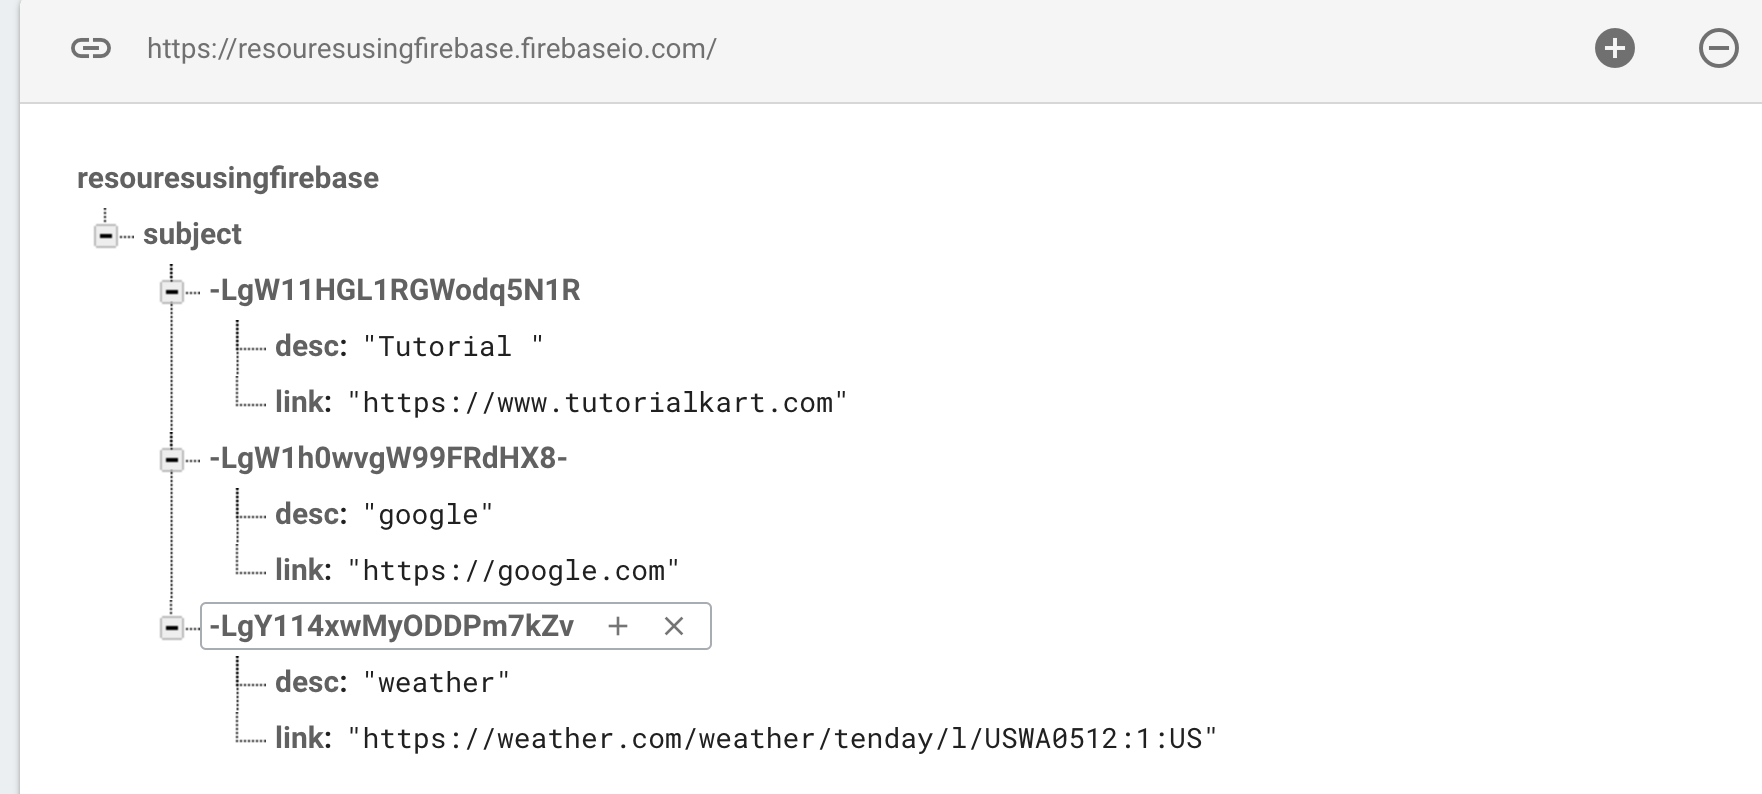 https://resouresusingfirebase.firebaseio.com/
resouresusingfirebase
subject
-LgW11HGL1RGWodq5N1R
desc: "Tutorial "
link: "https://www.tutorialkart.com"
-LgW1h0wvgW99FRdHX8-
desc: "google"
link: "https://google.com"
-LgY114xwMyODDPm7kZv
desc: "weather"
link: "https://weather.com/weather/tenday/l/USWA0512:1:US"